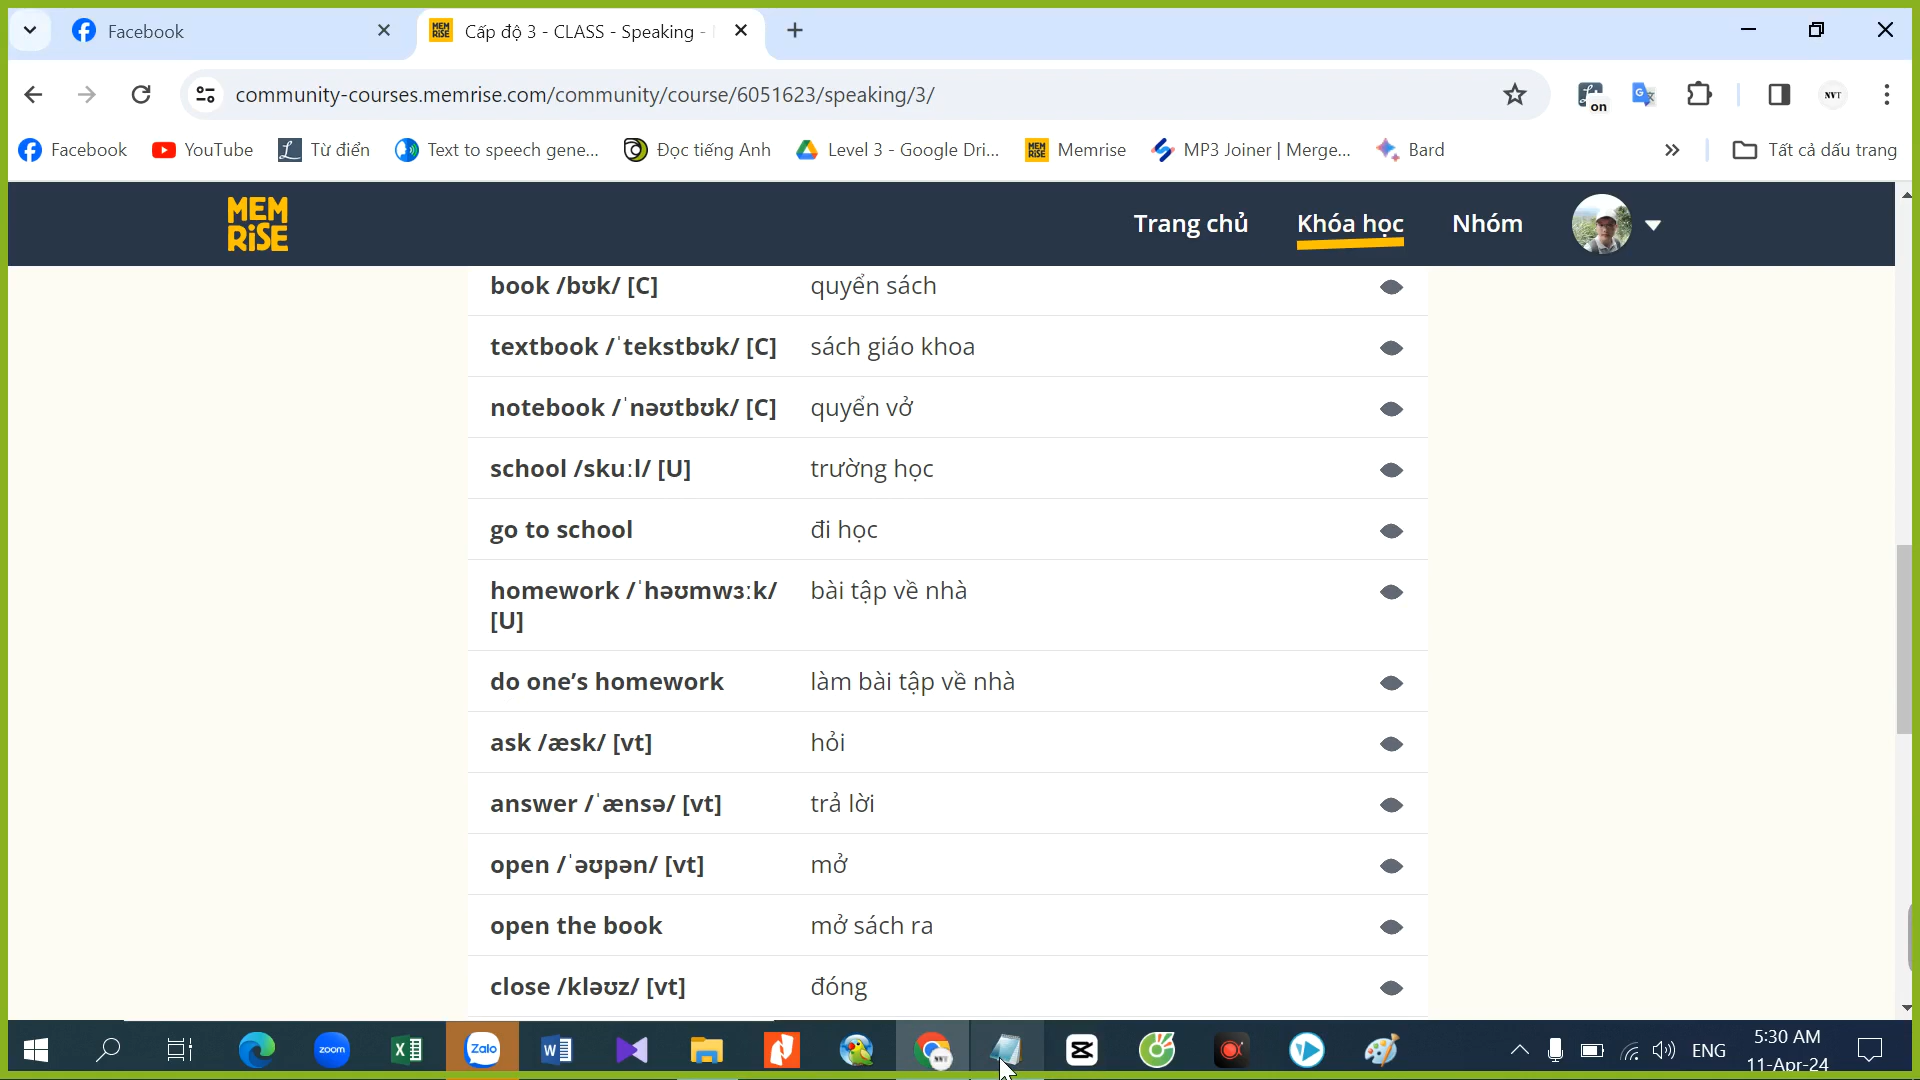 Facebook
Cấp độ 3 - CLASS - Speaking -
community-courses.memrise.com/community/course/6051623/speaking/3/
on
NVT
Facebook YouTube Từ điển Text to speech gene... Đọc tiếng Anh Level 3 - Google Dri... Memrise MP3 Joiner | Merge... Bard Tất cả dấu trang
MEM
RiSE
Trang chủ Khóa học Nhóm
book /bʊk/ [C] quyển sách
textbook /ˈtekstbʊk/ [C] sách giáo khoa
notebook /ˈnəʊtbʊk/ [C] quyển vở
school /skuːl/ [U] trường học
go to school đi học
homework /ˈhəʊmwɜːk/ bài tập về nhà
[U]
do one’s homework làm bài tập về nhà
ask /æsk/ [vt] hỏi
answer /ˈænsə/ [vt] trả lời
open /ˈəʊpən/ [vt] mở
open the book mở sách ra
close /kləʊz/ [vt] đóng
zoom
Zalo
ENG
5:30 AM
11-Apr-24